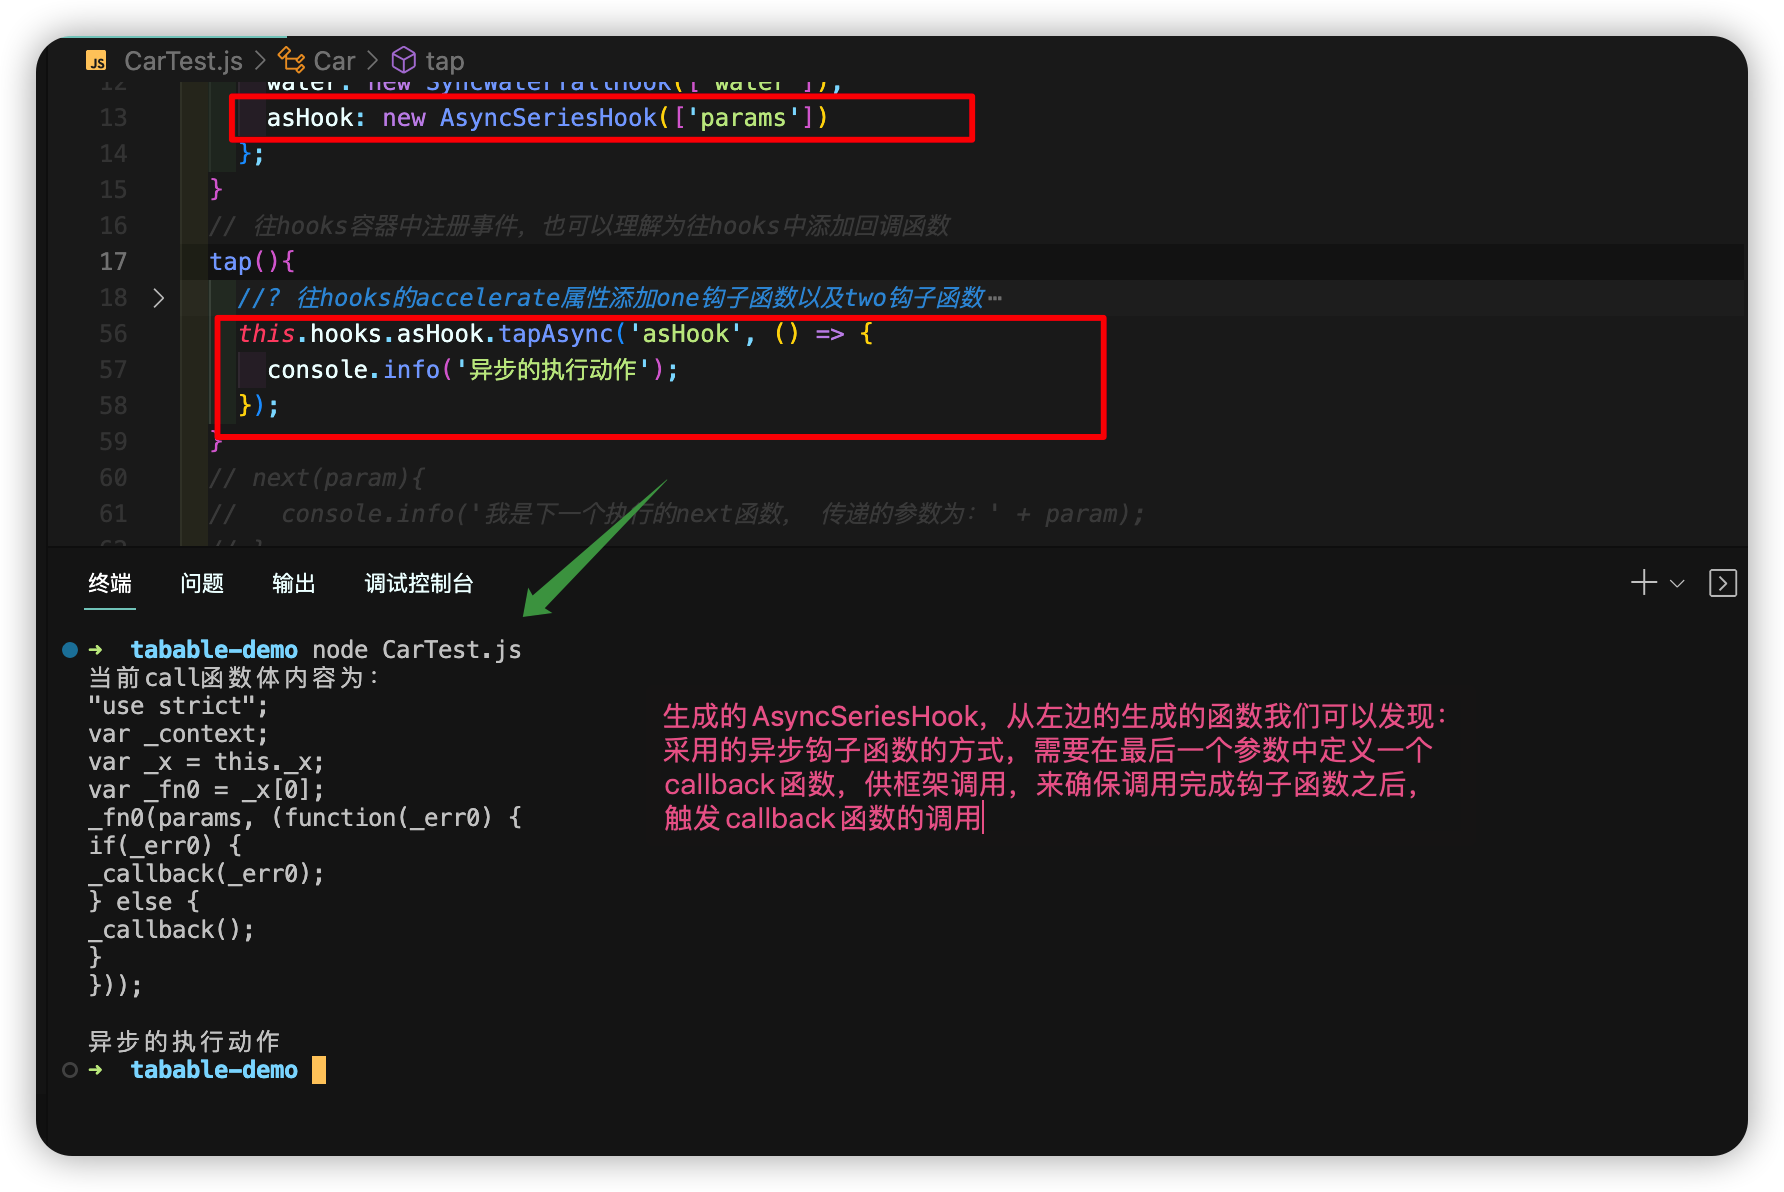 CarTest.js > Car > tap
12 water: new SyncWaterfallHook(['water']),
13 asHook: new AsyncSeriesHook(['params'])
14 };
15 }
16 // 往hooks容器中注册事件，也可以理解为往hooks中添加回调函数
17 tap(){
18 //? 往hooks的accelerate属性添加one钩子函数以及two钩子函数…
56 this.hooks.asHook.tapAsync('asHook', () => {
57 console.info('异步的执行动作');
58 });
59 }
60 // next(param){
61 // console.info('我是下一个执行的next函数， 传递的参数为：' + param);
62 // }
终端 问题 输出 调试控制台
➜ tabable-demo node CarTest.js
当前call函数体内容为：
"use strict";
var _context;
var _x = this._x;
var _fn0 = _x[0];
_fn0(params, (function(_err0) {
if(_err0) {
_callback(_err0);
} else {
_callback();
}
}));
生成的AsyncSeriesHook，从左边的生成的函数我们可以发现：
采用的异步钩子函数的方式，需要在最后一个参数中定义一个
callback函数，供框架调用，来确保调用完成钩子函数之后，
触发callback函数的调用
异步的执行动作
➜ tabable-demo